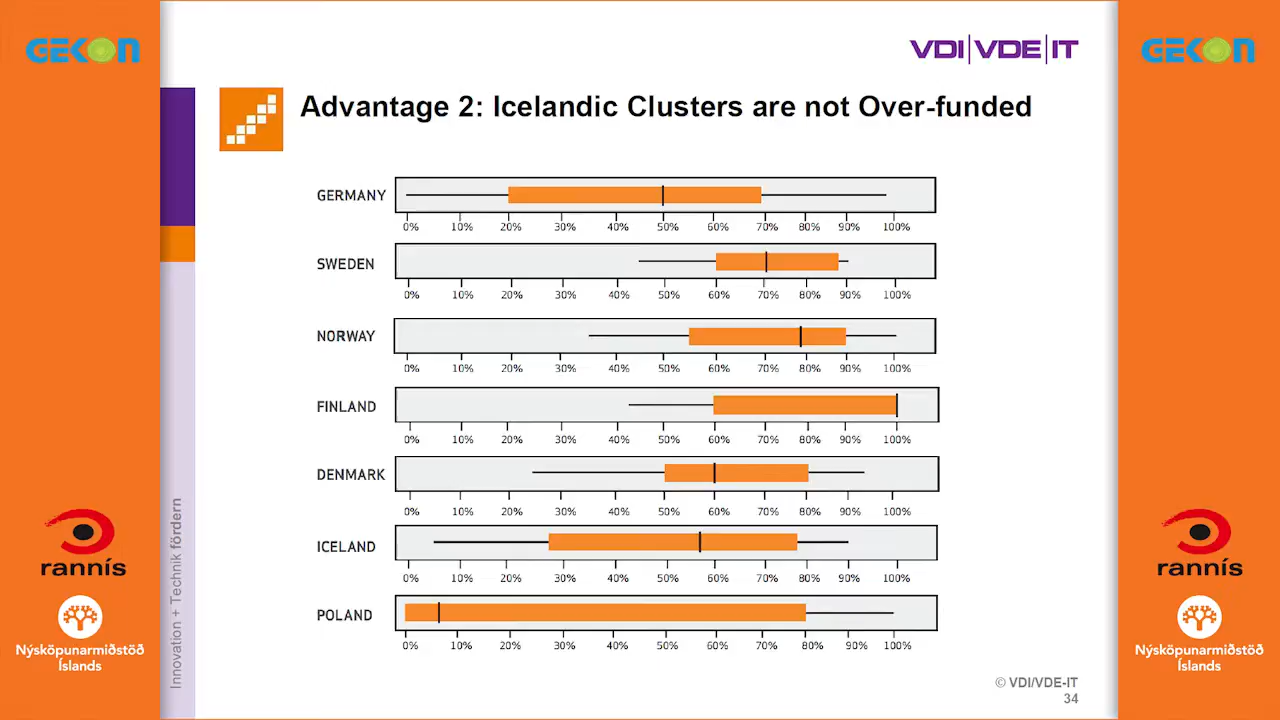 GEKON
VDI|VDE|IT
GEKON
Advantage 2: Icelandic Clusters are not Over-funded
GERMANY
0% 10% 20% 30% 40% 50% 60% 70% 80% 90% 100%
SWEDEN
0% 10% 20% 30% 40% 50% 60% 70% 80% 90% 100%
NORWAY
0% 10% 20% 30% 40% 50% 60% 70% 80% 90% 100%
FINLAND
0% 10% 20% 30% 40% 50% 60% 70% 80% 90% 100%
DENMARK
0% 10% 20% 30% 40% 50% 60% 70% 80% 90% 100%
ICELAND
0% 10% 20% 30% 40% 50% 60% 70% 80% 90% 100%
POLAND
0% 10% 20% 30% 40% 50% 60% 70% 80% 90% 100%
Innovation + Technik fördern
rannís
Nýsköpunarmiðstöð
Íslands
rannís
Nýsköpunarmiðstöð
Íslands
© VDI/VDE-IT
34